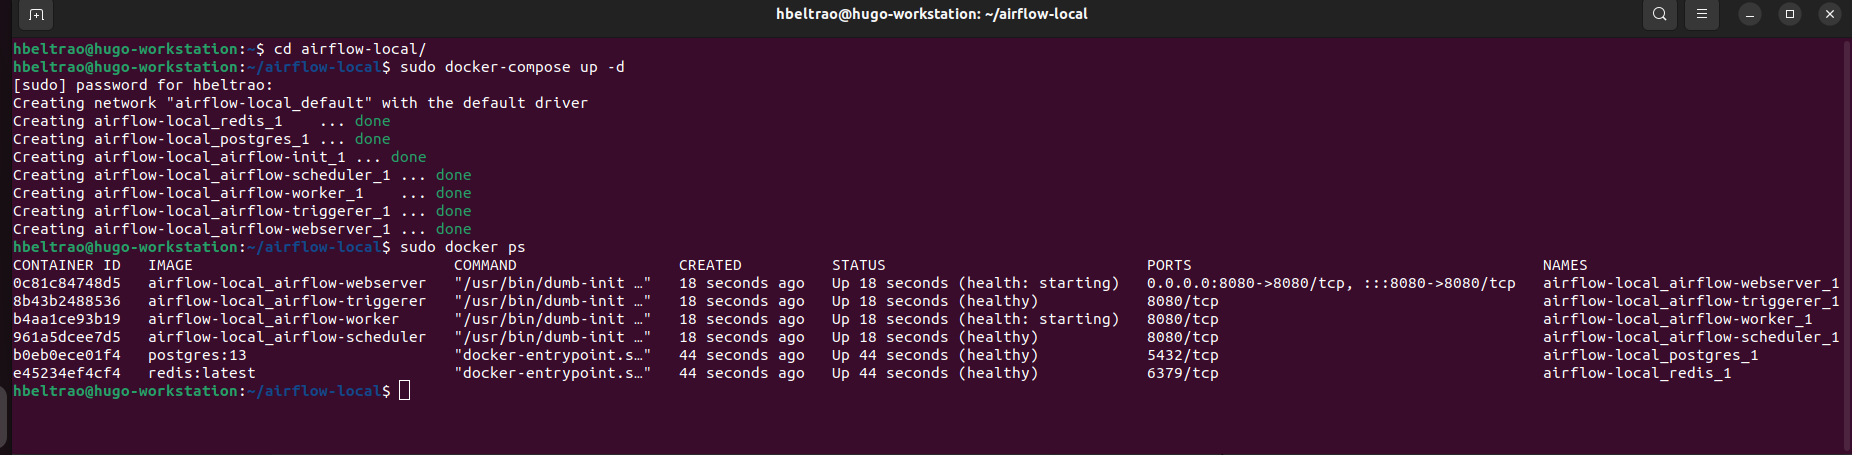 hbeltrao@hugo-workstation: ~/airflow-local
hbeltrao@hugo-workstation:~$ cd airflow-local/
hbeltrao@hugo-workstation:~/airflow-local$ sudo docker-compose up -d
[sudo] password for hbeltrao:
Creating network "airflow-local_default" with the default driver
Creating airflow-local_redis_1    ... done
Creating airflow-local_postgres_1 ... done
Creating airflow-local_airflow-init_1 ... done
Creating airflow-local_airflow-scheduler_1 ... done
Creating airflow-local_airflow-worker_1    ... done
Creating airflow-local_airflow-triggerer_1 ... done
Creating airflow-local_airflow-webserver_1 ... done
hbeltrao@hugo-workstation:~/airflow-local$ sudo docker ps
CONTAINER ID   IMAGE                             COMMAND                  CREATED          STATUS                             PORTS                                       NAMES
0c81c84748d5   airflow-local_airflow-webserver   "/usr/bin/dumb-init …"   18 seconds ago   Up 18 seconds (health: starting)   0.0.0.0:8080->8080/tcp, :::8080->8080/tcp   airflow-local_airflow-webserver_1
8b43b2488536   airflow-local_airflow-triggerer   "/usr/bin/dumb-init …"   18 seconds ago   Up 18 seconds (healthy)            8080/tcp                                    airflow-local_airflow-triggerer_1
b4aa1ce93b19   airflow-local_airflow-worker      "/usr/bin/dumb-init …"   18 seconds ago   Up 18 seconds (health: starting)   8080/tcp                                    airflow-local_airflow-worker_1
961a5dcee7d5   airflow-local_airflow-scheduler   "/usr/bin/dumb-init …"   18 seconds ago   Up 18 seconds (healthy)            8080/tcp                                    airflow-local_airflow-scheduler_1
b0eb0ece01f4   postgres:13                       "docker-entrypoint.s…"   44 seconds ago   Up 44 seconds (healthy)            5432/tcp                                    airflow-local_postgres_1
e45234ef4cf4   redis:latest                      "docker-entrypoint.s…"   44 seconds ago   Up 44 seconds (healthy)            6379/tcp                                    airflow-local_redis_1
hbeltrao@hugo-workstation:~/airflow-local$